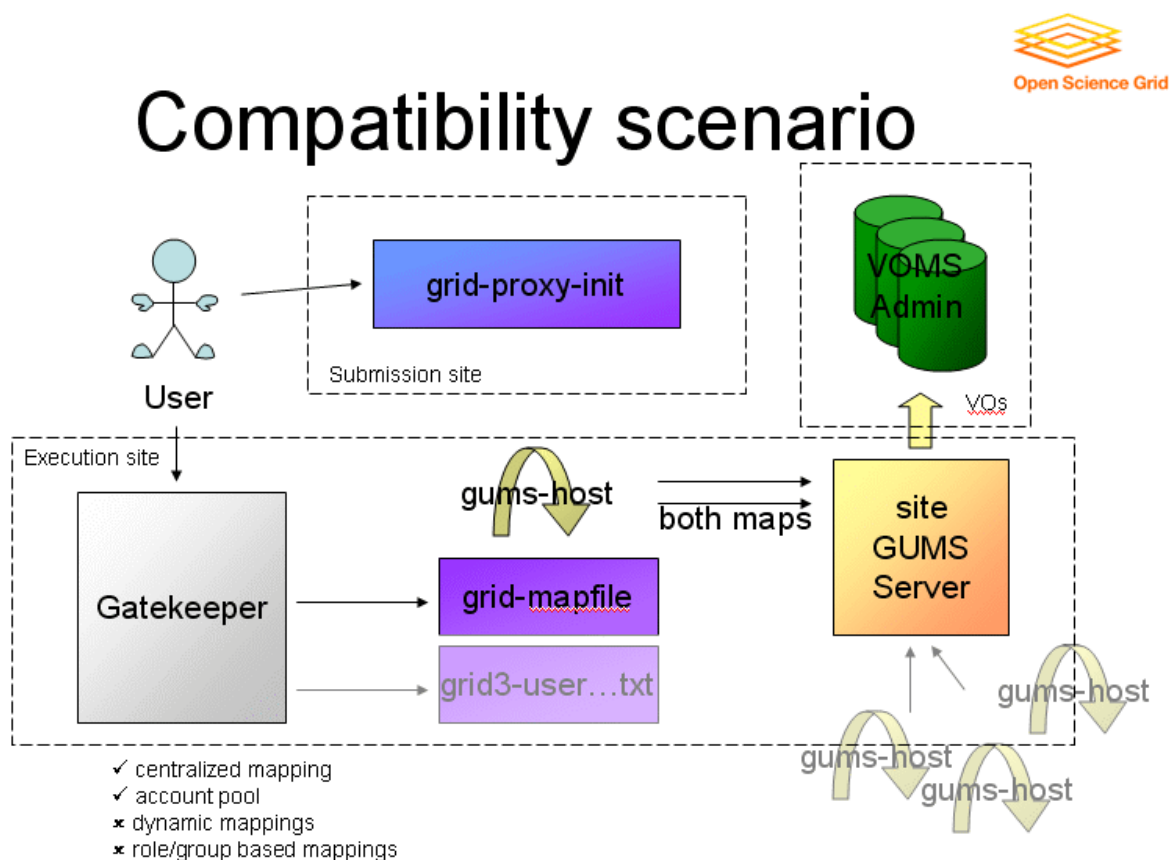 Open Science Grid
Compatibility scenario
VOMS
Admin
grid-proxy-init
Submission site
User
VOs
Execution site
gums-host
both maps
site
GUMS
Server
Gatekeeper
grid-mapfile
grid3-user…txt
gums-host
gums-host
gums-host
✓ centralized mapping
✓ account pool
✗ dynamic mappings
✗ role/group based mappings